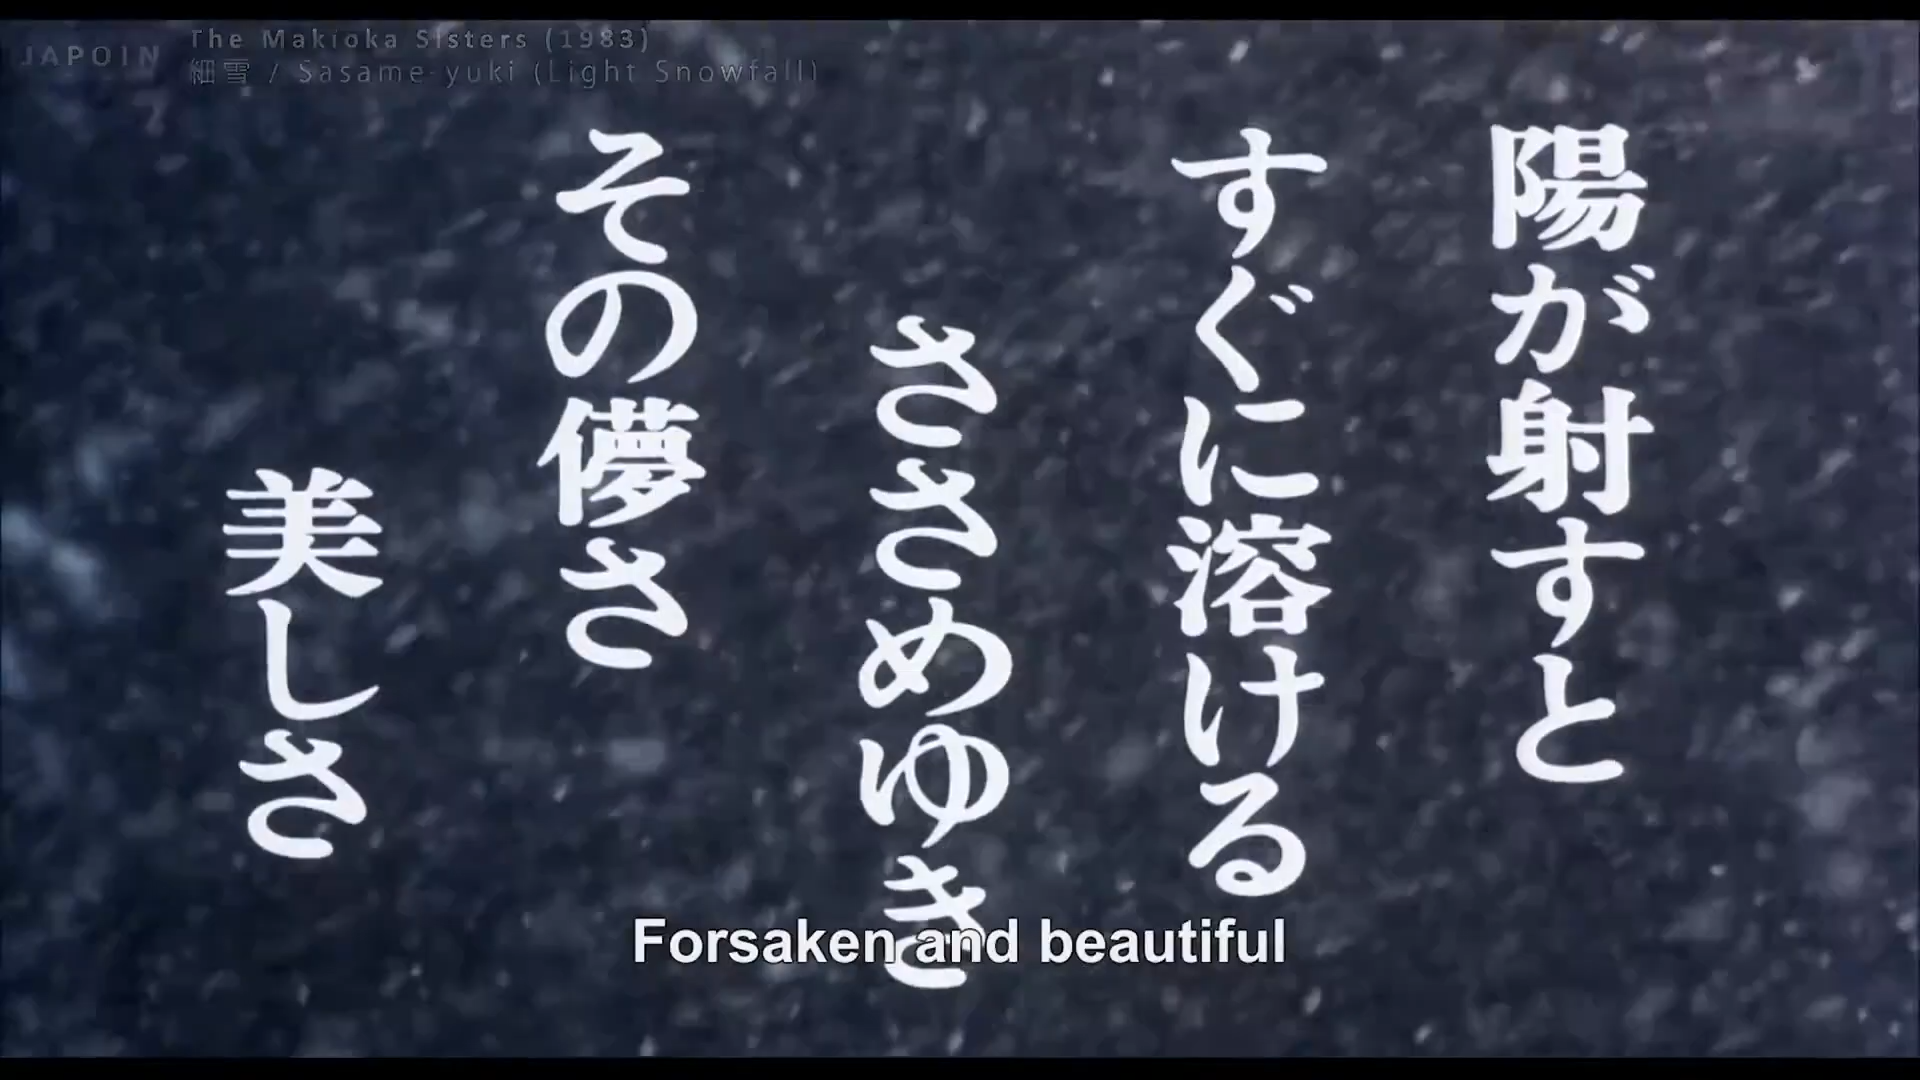 JAPOIN
The Makioka Sisters (1983)
細雪 / Sasame-yuki (Light Snowfall)
陽が射すと
すぐに溶ける
ささめゆき
その儚さ
美しさ
Forsaken and beautiful